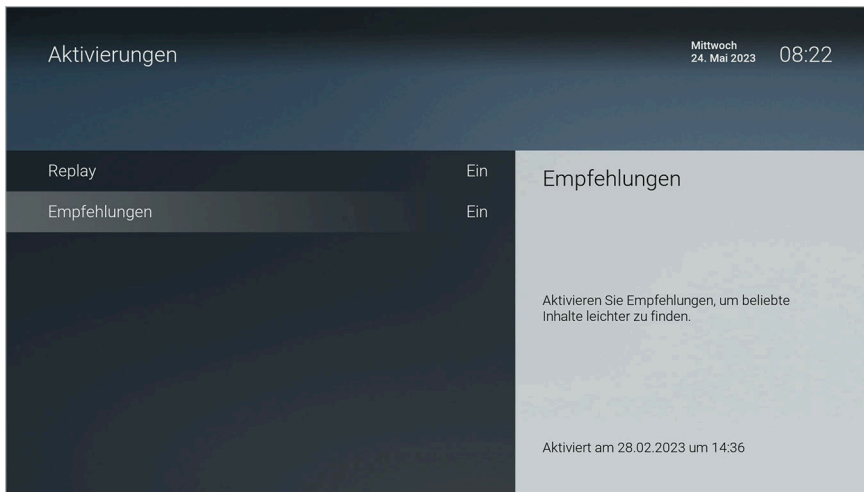 Aktivierungen
Mittwoch
24. Mai 2023
08:22
Replay
Ein
Empfehlungen
Ein
Empfehlungen
Aktivieren Sie Empfehlungen, um beliebte
Inhalte leichter zu finden.
Aktiviert am 28.02.2023 um 14:36